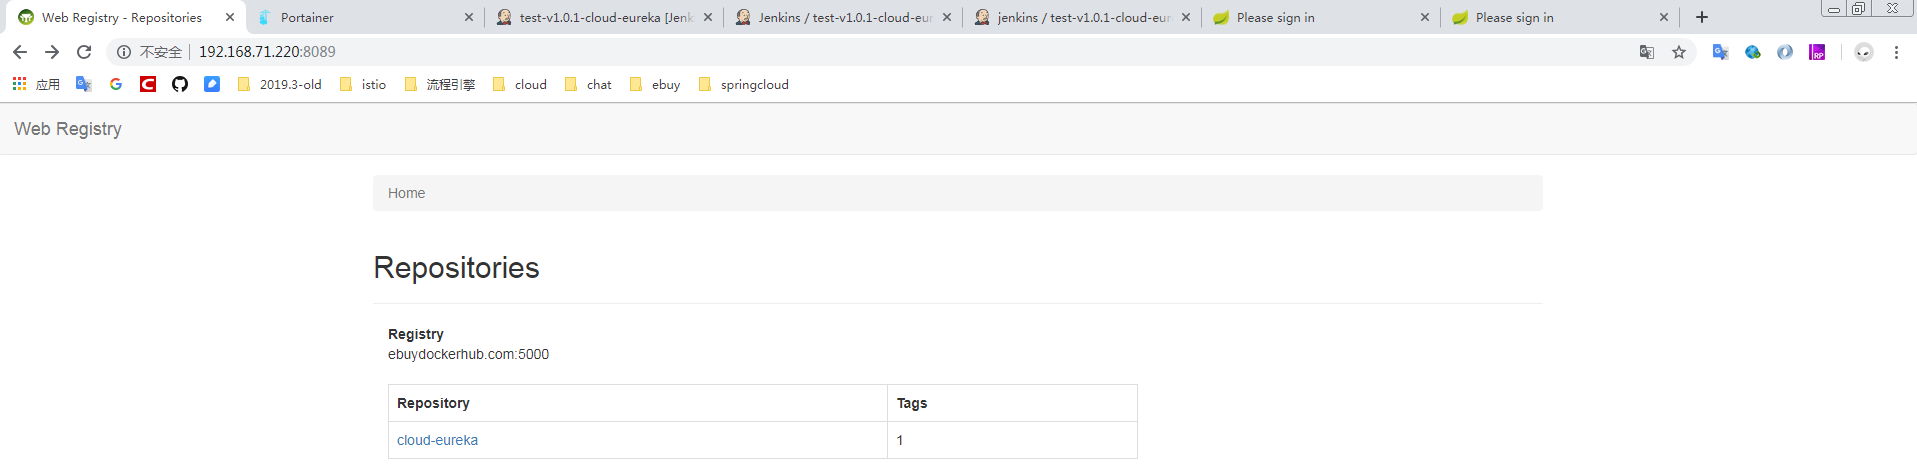 Web Registry - Repositories
Portainer
test-v1.0.1-cloud-eureka [Jenk
Jenkins / test-v1.0.1-cloud-eur
jenkins / test-v1.0.1-cloud-eur
Please sign in
Please sign in
不安全 192.168.71.220:8089
应用 2019.3-old istio 流程引擎 cloud chat ebuy springcloud
Web Registry
Home
Repositories
Registry
ebuydockerhub.com:5000
Repository Tags
cloud-eureka 1